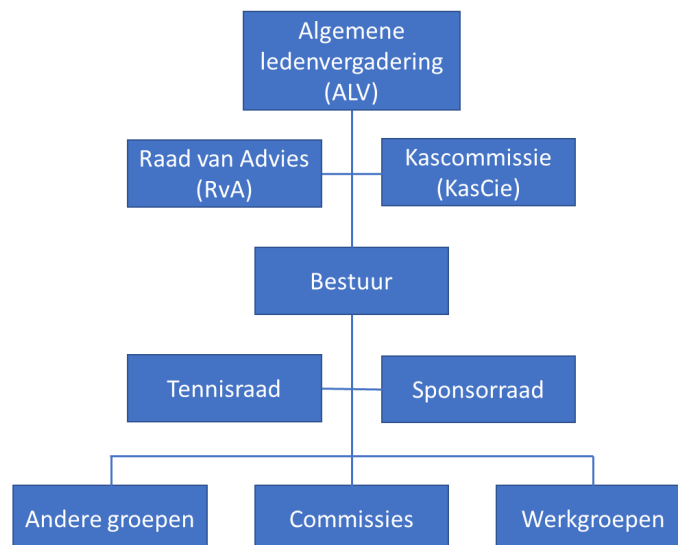 Algemene
ledenvergadering
(ALV)
Raad van Advies
(RvA)
Kascommissie
(KasCie)
Bestuur
Tennisraad
Sponsorraad
Andere groepen
Commissies
Werkgroepen